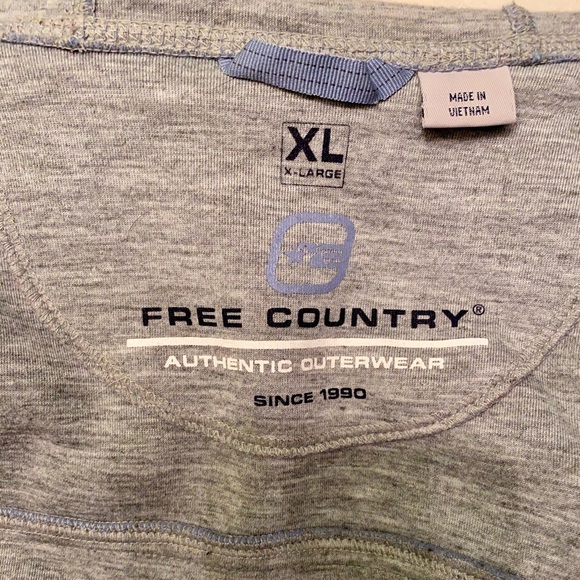 MADE IN
VIETNAM
XL
X-LARGE
FREE COUNTRY®
AUTHENTIC OUTERWEAR
SINCE 1990